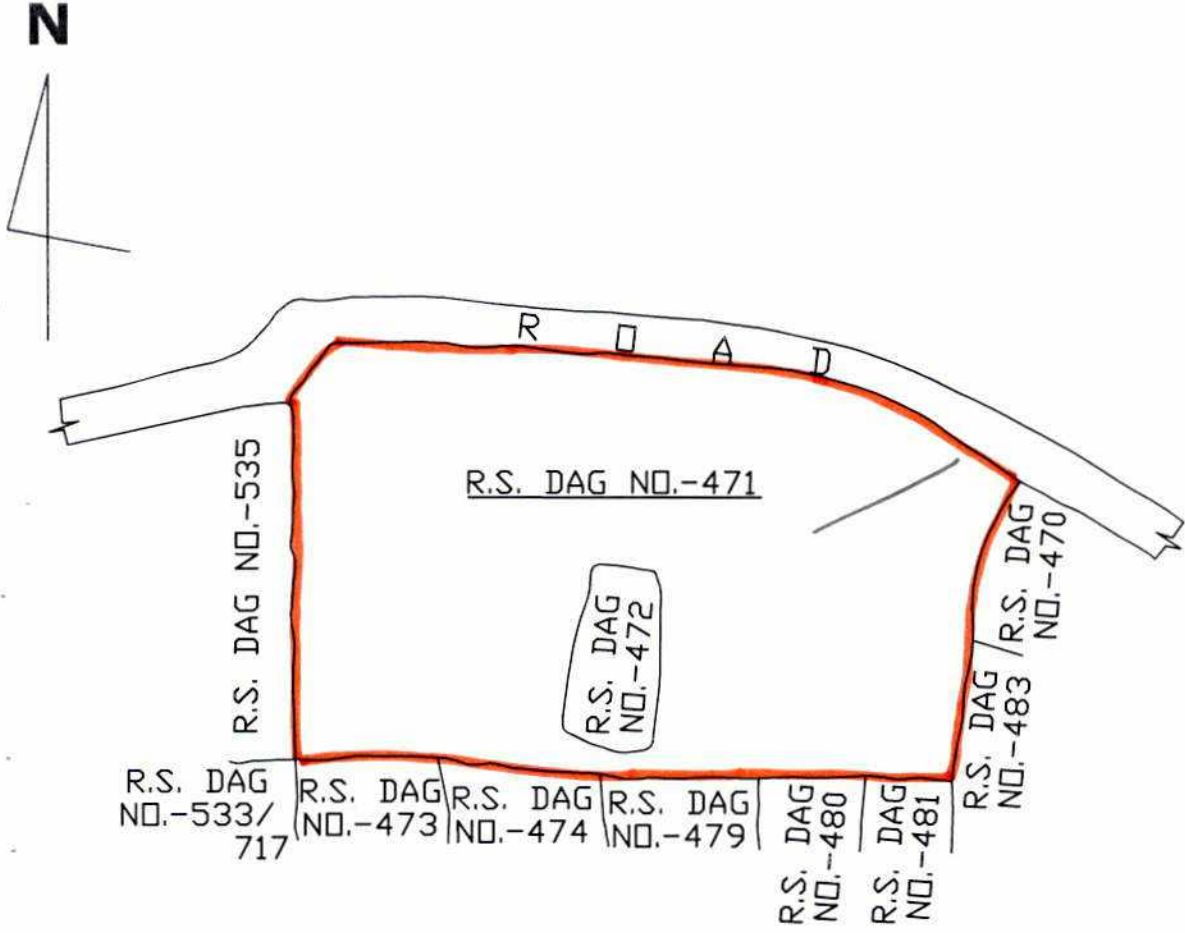 N
R O A D
R.S. DAG NO.-471
R.S. DAG NO.-535
R.S. DAG
NO.-472
R.S. DAG
NO.-470
R.S. DAG
NO.-483
R.S. DAG
NO.-533/
717
R.S. DAG
NO.-473
R.S. DAG
NO.-474
R.S. DAG
NO.-479
R.S. DAG
NO.-480
R.S. DAG
NO.-481